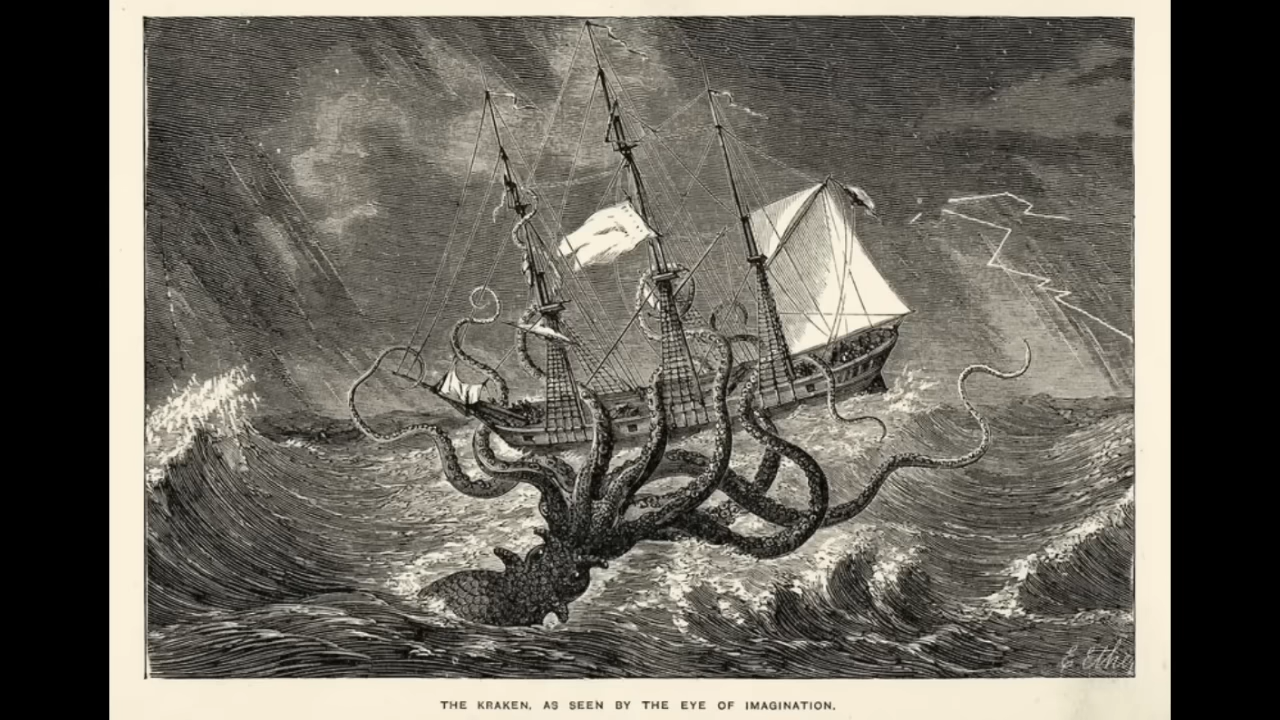 THE KRAKEN, AS SEEN BY THE EYE OF IMAGINATION.